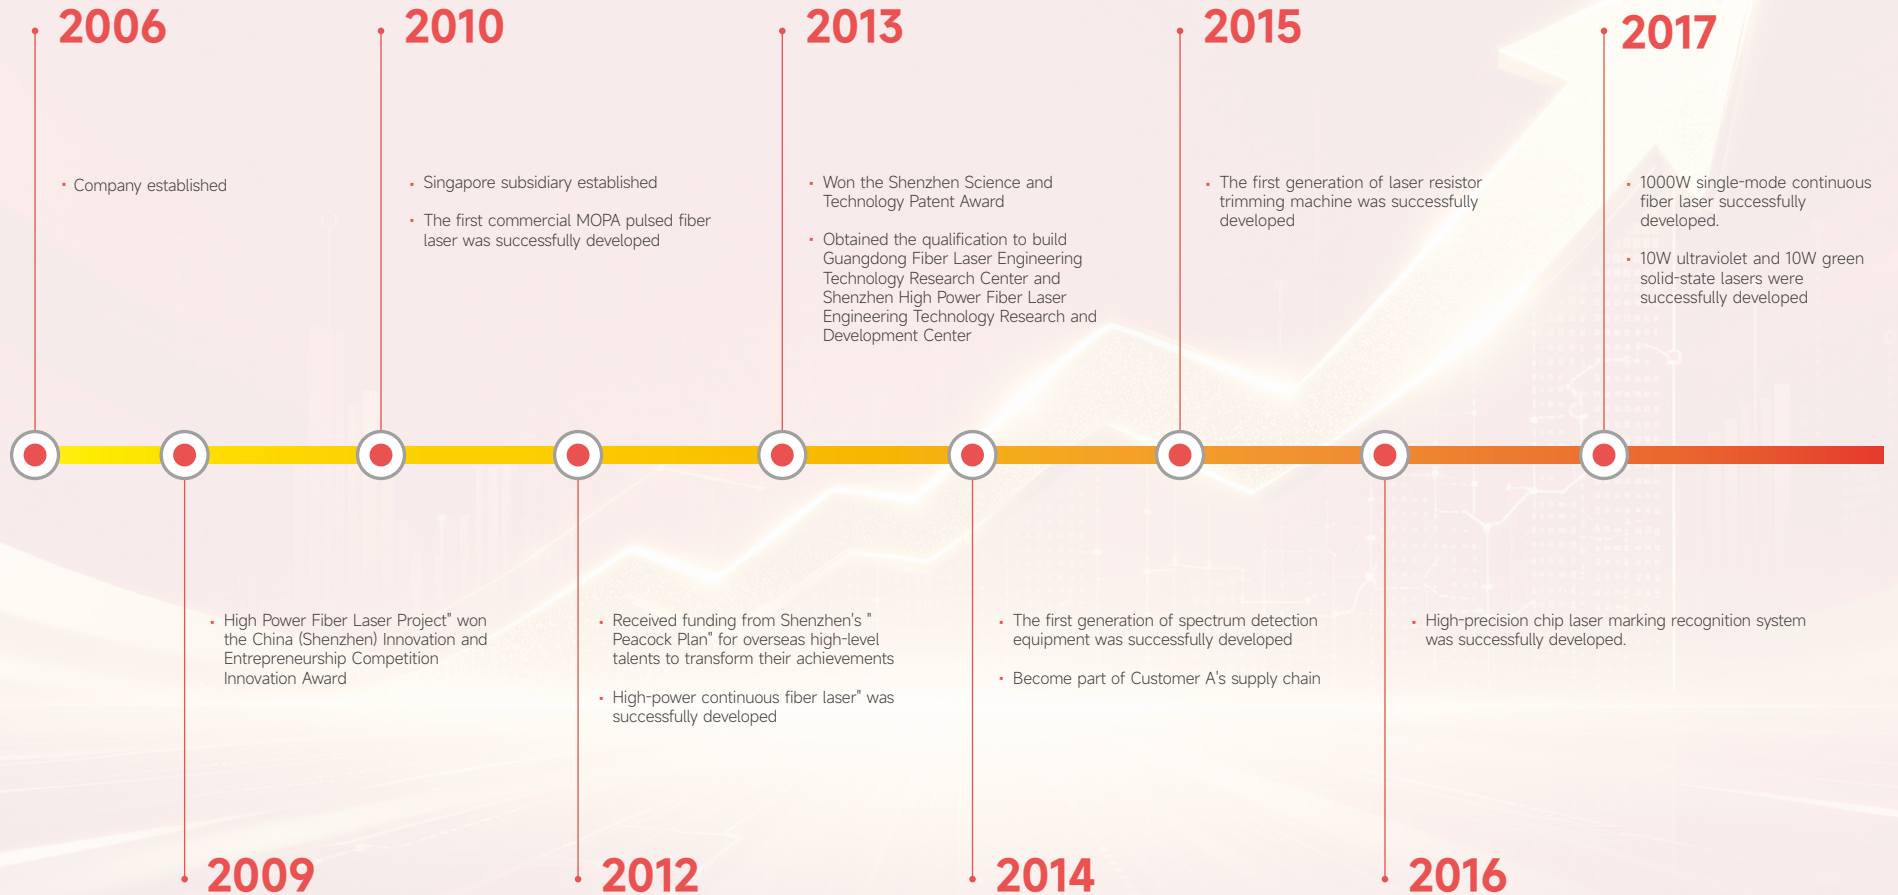 2006
· Company established
2010
· Singapore subsidiary established
· The first commercial MOPA pulsed fiber
laser was successfully developed
2013
· Won the Shenzhen Science and
Technology Patent Award
· Obtained the qualification to build
Guangdong Fiber Laser Engineering
Technology Research Center and
Shenzhen High Power Fiber Laser
Engineering Technology Research and
Development Center
2015
· The first generation of laser resistor
trimming machine was successfully
developed
2017
· 1000W single-mode continuous
fiber laser successfully
developed.
· 10W ultraviolet and 10W green
solid-state lasers were
successfully developed
· High Power Fiber Laser Project" won
the China (Shenzhen) Innovation and
Entrepreneurship Competition
Innovation Award
2009
· Received funding from Shenzhen's "
Peacock Plan" for overseas high-level
talents to transform their achievements
· High-power continuous fiber laser" was
successfully developed
2012
· The first generation of spectrum detection
equipment was successfully developed
· Become part of Customer A's supply chain
2014
· High-precision chip laser marking recognition system
was successfully developed.
2016